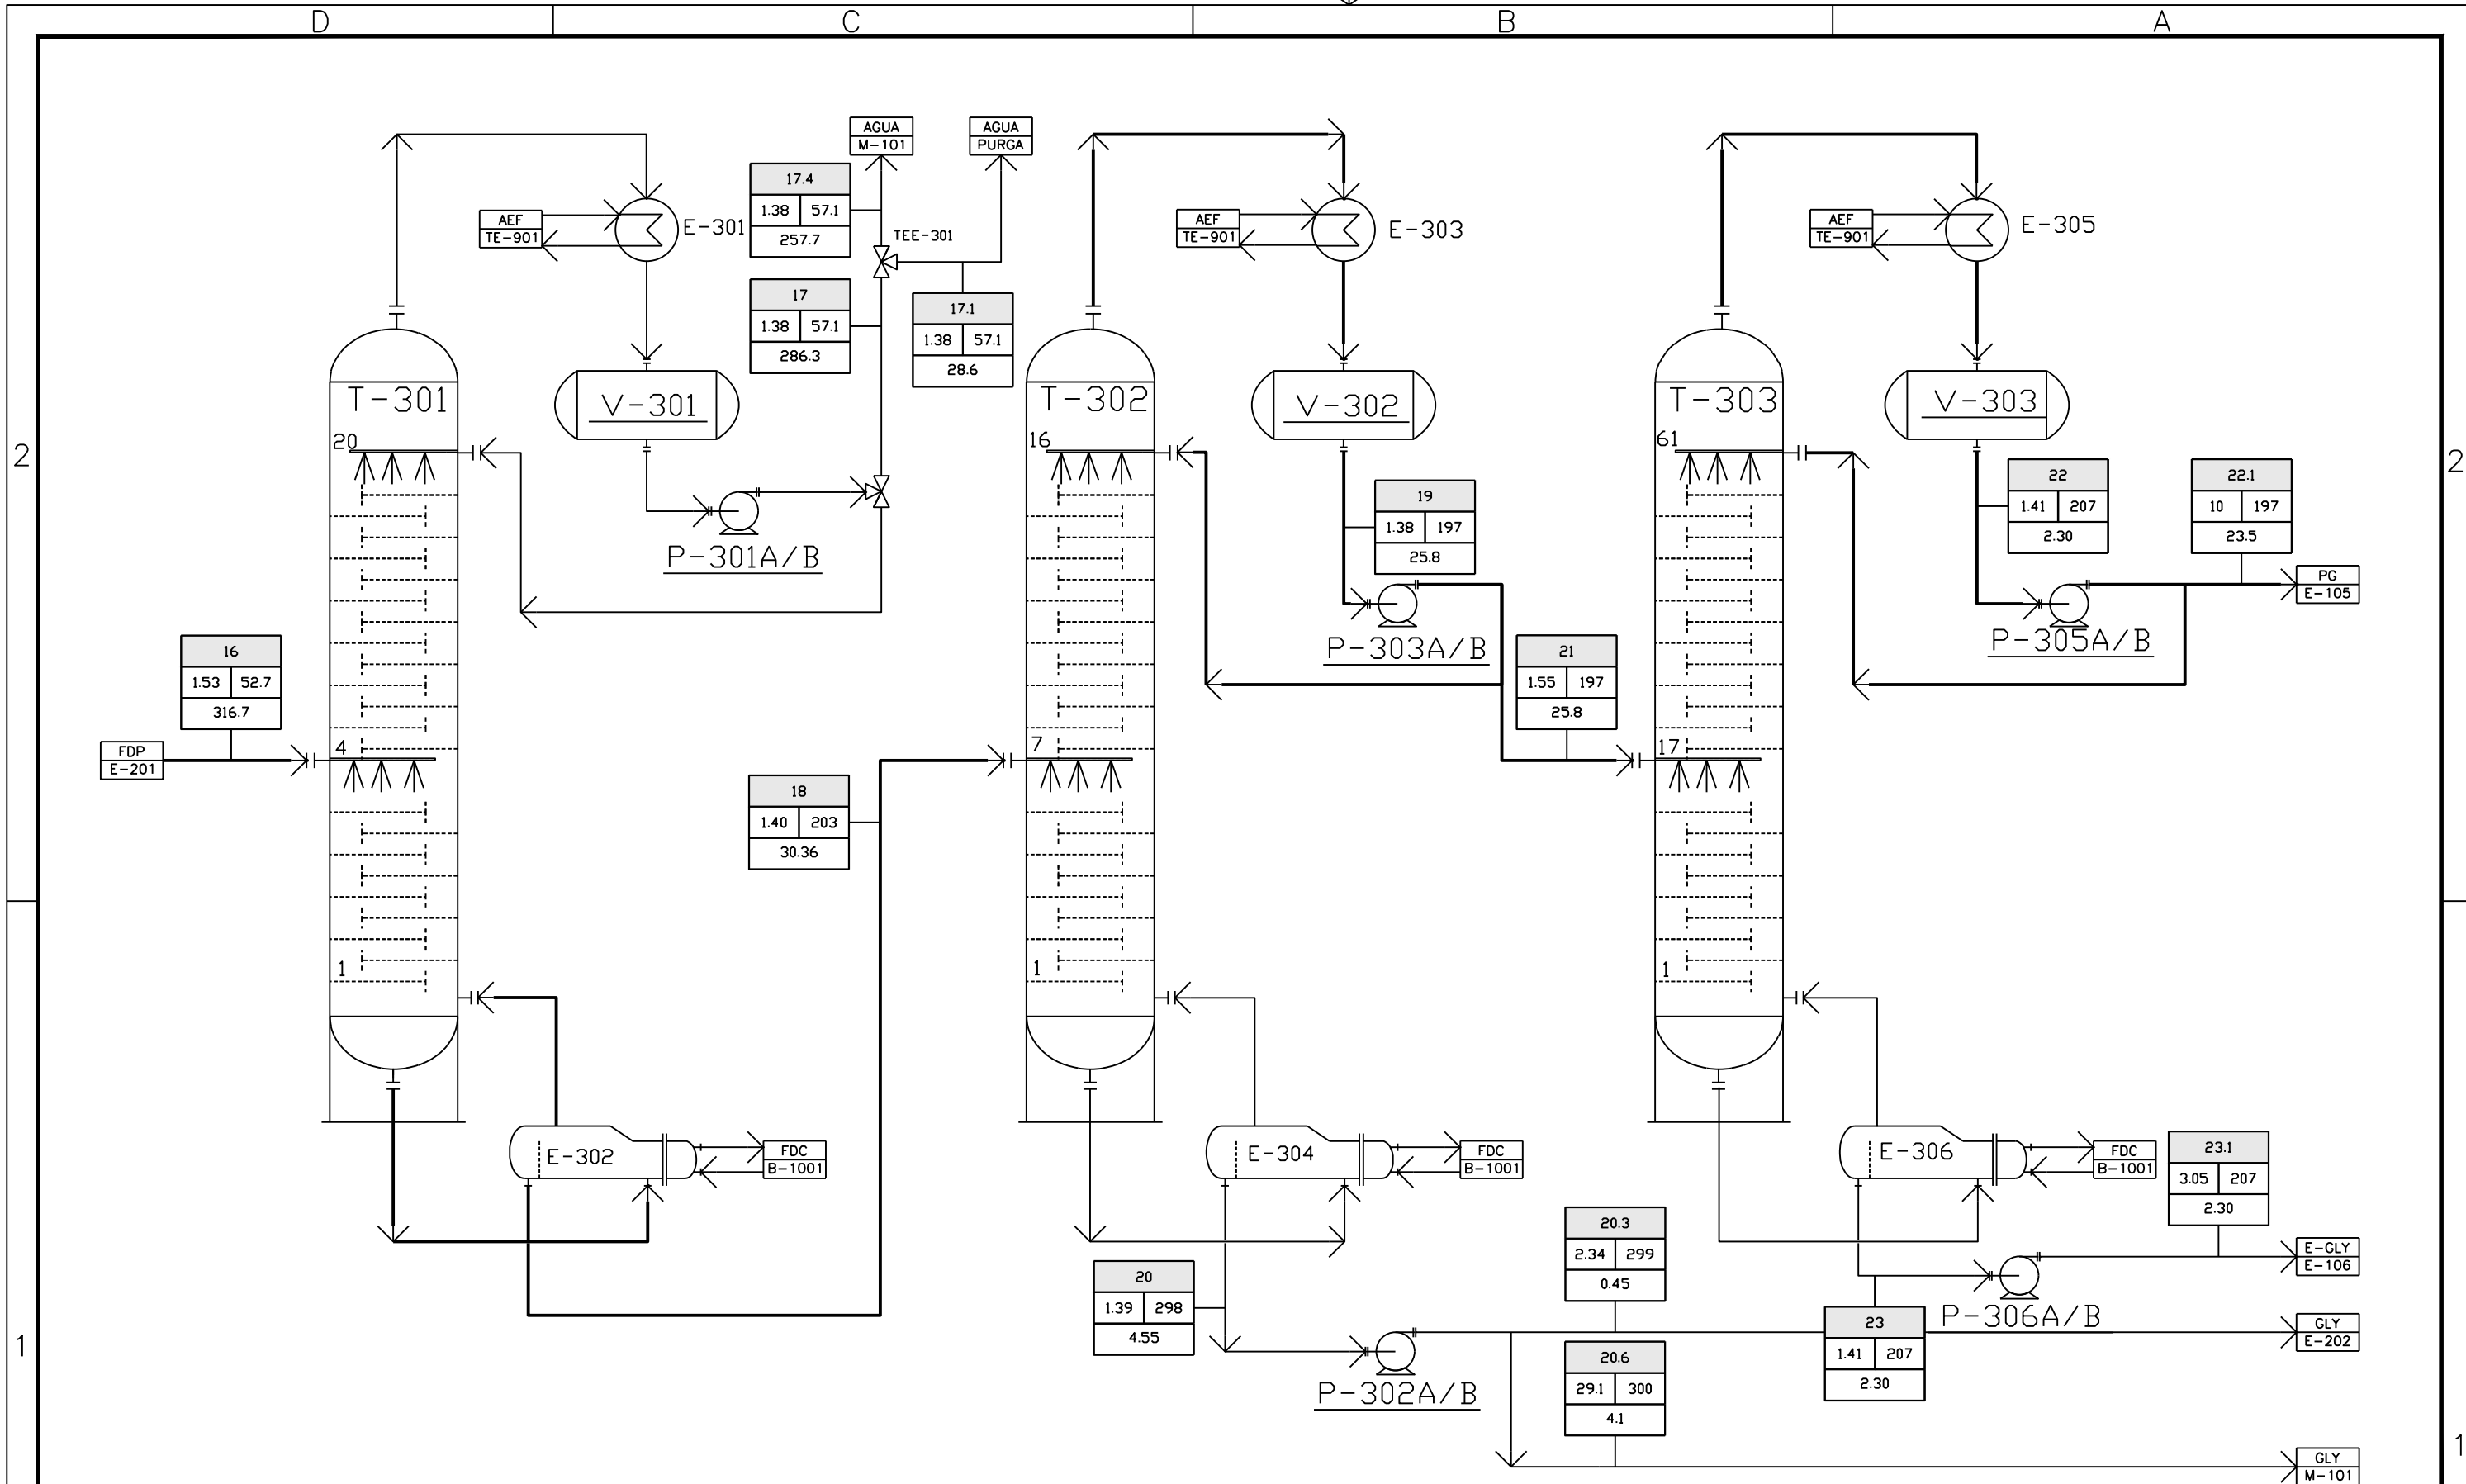 D
C
B
A
2
2
1
1
AGUA
M-101
AGUA
PURGA
17.4
1.38 57.1
257.7
TEE-301
17
1.38 57.1
286.3
17.1
1.38 57.1
28.6
AEF
TE-901
E-301
V-301
P-301A/B
T-301
20
4
1
16
1.53 52.7
316.7
FDP
E-201
E-302
FDC
B-1001
18
1.40 203
30.36
AEF
TE-901
E-303
T-302
16
7
1
V-302
19
1.38 197
25.8
P-303A/B
21
1.55 197
25.8
E-304
FDC
B-1001
20
1.39 298
4.55
P-302A/B
20.3
2.34 299
0.45
20.6
29.1 300
4.1
AEF
TE-901
E-305
T-303
61
17
1
V-303
22
1.41 207
2.30
22.1
10 197
23.5
PG
E-105
P-305A/B
E-306
FDC
B-1001
23.1
3.05 207
2.30
E-GLY
E-106
P-306A/B
23
1.41 207
2.30
GLY
E-202
GLY
M-101